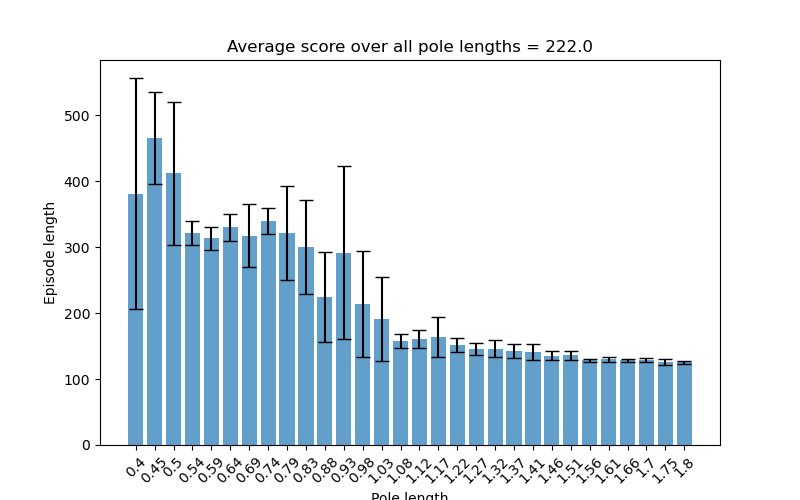 Average score over all pole lengths = 222.0
Episode length
500
400
300
200
100
0
0.4 0.45 0.5 0.54 0.59 0.64 0.69 0.74 0.79 0.83 0.88 0.93 0.98 1.03 1.08 1.12 1.17 1.22 1.27 1.32 1.37 1.41 1.46 1.51 1.56 1.61 1.66 1.7 1.75 1.8
Pole length